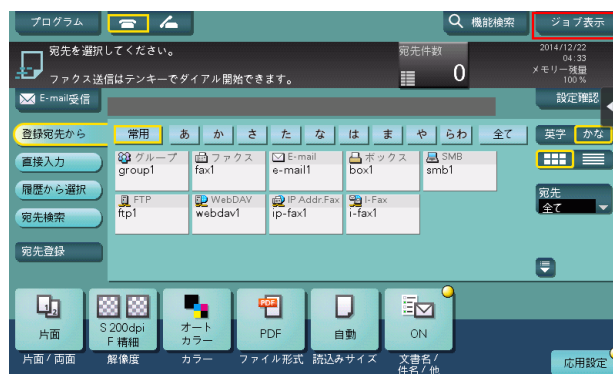 プログラム
機能検索
ジョブ表示
宛先を選択してください。
ファクス送信はテンキーでダイアル開始できます。
宛先件数
0
2014/12/22
04:33
メモリー残量
100 %
E-mail受信
設定確認
登録宛先から
常用 あ か さ た な は ま や らわ 全て
英字 かな
直接入力
履歴から選択
宛先検索
宛先登録
グループ
group1
ファクス
fax1
E-mail
e-mail1
ボックス
box1
SMB
smb1
FTP
ftp1
WebDAV
webdav1
IP Addr.Fax
ip-fax1
I-Fax
i-fax1
宛先
全て
片面
片面/両面
S 200dpi
F 精細
解像度
オート
カラー
カラー
PDF
PDF
ファイル形式
自動
読込みサイズ
ON
文書名/
件名/他
応用設定